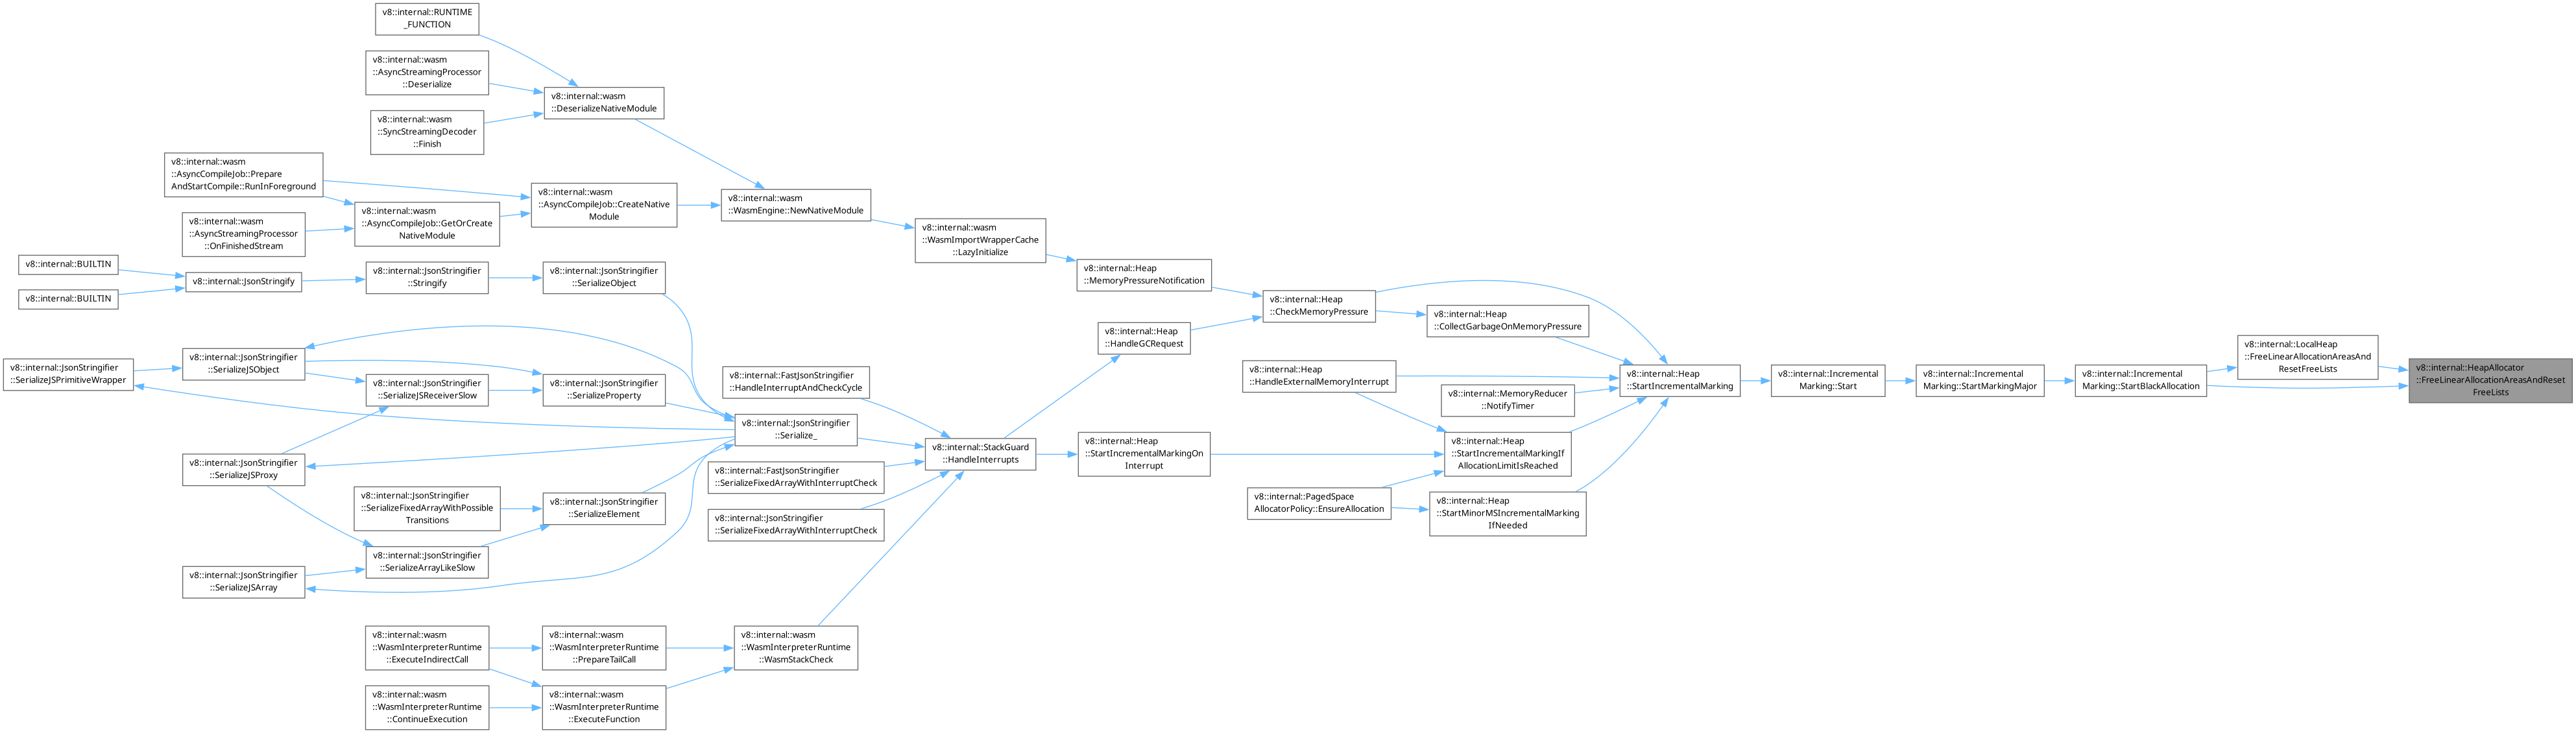 v8::internal::RUNTIME
_FUNCTION
v8::internal::wasm
::AsyncStreamingProcessor
::Deserialize
v8::internal::wasm
::DeserializeNativeModule
v8::internal::wasm
::SyncStreamingDecoder
::Finish
v8::internal::wasm
::AsyncCompileJob::Prepare
AndStartCompile::RunInForeground
v8::internal::wasm
::AsyncCompileJob::CreateNative
Module
v8::internal::wasm
::WasmEngine::NewNativeModule
v8::internal::wasm
::AsyncStreamingProcessor
::OnFinishedStream
v8::internal::wasm
::AsyncCompileJob::GetOrCreate
NativeModule
v8::internal::wasm
::WasmImportWrapperCache
::LazyInitialize
v8::internal::BUILTIN
v8::internal::BUILTIN
v8::internal::JsonStringify
v8::internal::JsonStringifier
::Stringify
v8::internal::JsonStringifier
::SerializeObject
v8::internal::Heap
::MemoryPressureNotification
v8::internal::Heap
::CheckMemoryPressure
v8::internal::Heap
::CollectGarbageOnMemoryPressure
v8::internal::Heap
::HandleGCRequest
v8::internal::JsonStringifier
::SerializeJSPrimitiveWrapper
v8::internal::JsonStringifier
::SerializeJSObject
v8::internal::JsonStringifier
::SerializeJSReceiverSlow
v8::internal::JsonStringifier
::SerializeProperty
v8::internal::FastJsonStringifier
::HandleInterruptAndCheckCycle
v8::internal::Heap
::HandleExternalMemoryInterrupt
v8::internal::MemoryReducer
::NotifyTimer
v8::internal::Heap
::StartIncrementalMarking
v8::internal::Incremental
Marking::Start
v8::internal::Incremental
Marking::StartMarkingMajor
v8::internal::Incremental
Marking::StartBlackAllocation
v8::internal::LocalHeap
::FreeLinearAllocationAreasAnd
ResetFreeLists
v8::internal::HeapAllocator
::FreeLinearAllocationAreasAndReset
FreeLists
v8::internal::JsonStringifier
::Serialize_
v8::internal::StackGuard
::HandleInterrupts
v8::internal::Heap
::StartIncrementalMarkingOn
Interrupt
v8::internal::Heap
::StartIncrementalMarkingIf
AllocationLimitIsReached
v8::internal::JsonStringifier
::SerializeJSProxy
v8::internal::FastJsonStringifier
::SerializeFixedArrayWithInterruptCheck
v8::internal::JsonStringifier
::SerializeFixedArrayWithPossible
Transitions
v8::internal::JsonStringifier
::SerializeElement
v8::internal::JsonStringifier
::SerializeFixedArrayWithInterruptCheck
v8::internal::PagedSpace
AllocatorPolicy::EnsureAllocation
v8::internal::Heap
::StartMinorMSIncrementalMarking
IfNeeded
v8::internal::JsonStringifier
::SerializeArrayLikeSlow
v8::internal::JsonStringifier
::SerializeJSArray
v8::internal::wasm
::WasmInterpreterRuntime
::ExecuteIndirectCall
v8::internal::wasm
::WasmInterpreterRuntime
::PrepareTailCall
v8::internal::wasm
::WasmInterpreterRuntime
::WasmStackCheck
v8::internal::wasm
::WasmInterpreterRuntime
::ContinueExecution
v8::internal::wasm
::WasmInterpreterRuntime
::ExecuteFunction